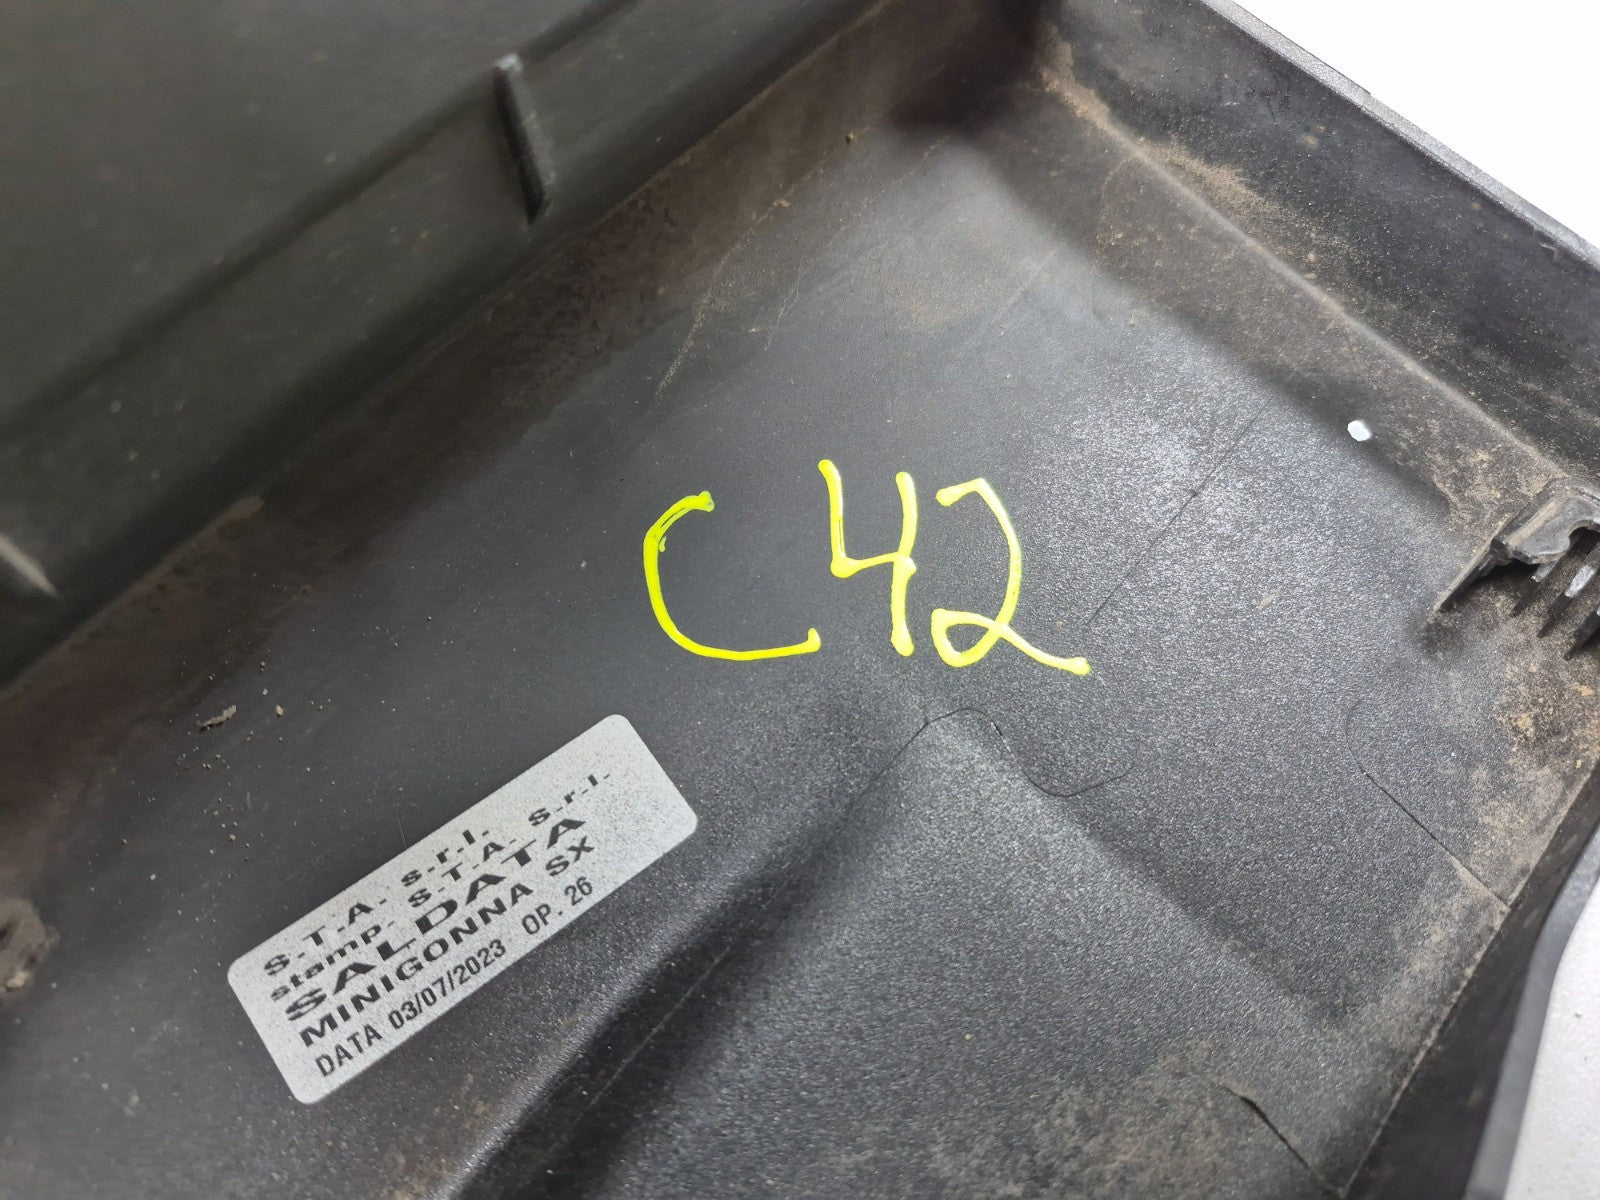 C42
S.T.A. s.r.l.
stamp. S.T.A. s.r.l.
SALDATA
MINIGONNA SX
DATA 03/07/2023 OP. 26